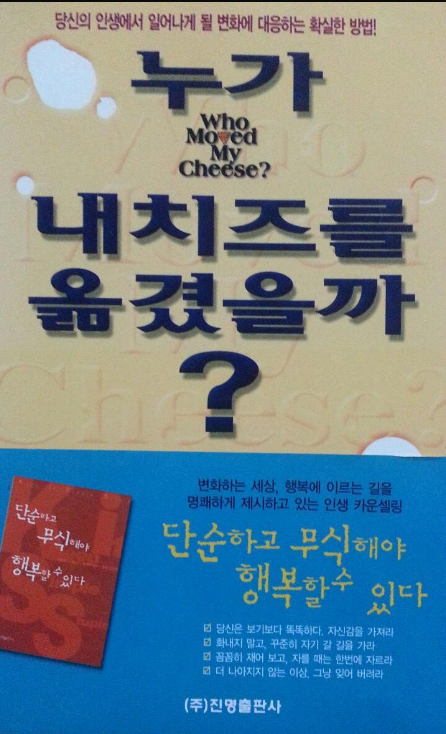 당신의 인생에서 일어나게 될 변화에 대응하는 확실한 방법!
누가
Who
Moved
My
Cheese?
내치즈를
옮겼을까
?
변화하는 세상, 행복에 이르는 길을
명쾌하게 제시하고 있는 인생 카운셀링
단순하고
무식해야
행복할 수 있다
단순하고 무식해야
행복할 수 있다
당신은 보기보다 똑똑하다. 자신감을 가져라
화내지 말고, 꾸준히 자기 갈 길을 가라
꼼꼼히 재어 보고, 자를 때는 한번에 자르라
더 나아지지 않는 이상, 그냥 잊어 버려라
(주)진명출판사